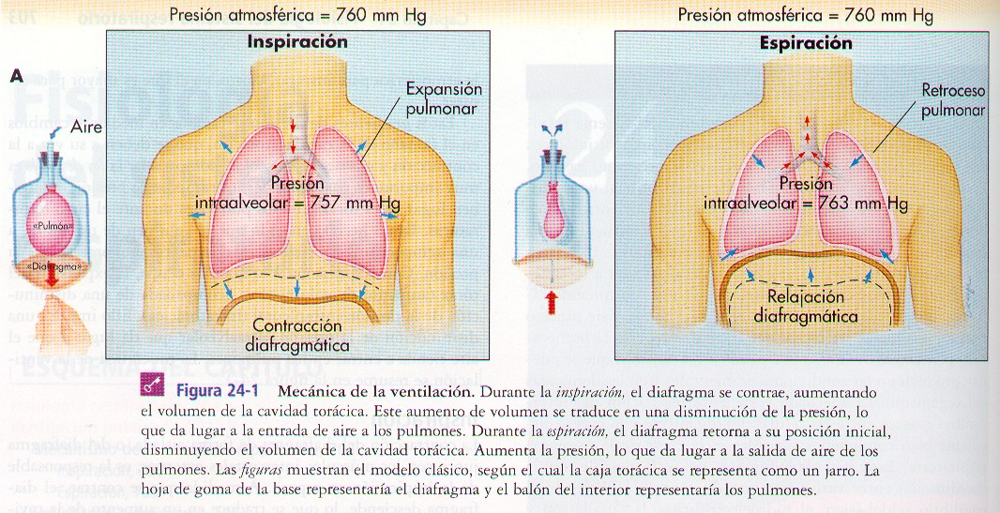 Presión atmosférica = 760 mm Hg
Inspiración
A
Aire
Expansión
pulmonar
Presión
intraalveolar = 757 mm Hg
«Pulmón»
«Diafragma»
Contracción
diafragmática
Presión atmosférica = 760 mm Hg
Espiración
Retroceso
pulmonar
Presión
intraalveolar = 763 mm Hg
Relajación
diafragmática
Figura 24-1 Mecánica de la ventilación. Durante la inspiración, el diafragma se contrae, aumentando
el volumen de la cavidad torácica. Este aumento de volumen se traduce en una disminución de la presión, lo
que da lugar a la entrada de aire a los pulmones. Durante la espiración, el diafragma retorna a su posición inicial,
disminuyendo el volumen de la cavidad torácica. Aumenta la presión, lo que da lugar a la salida de aire de los
pulmones. Las figuras muestran el modelo clásico, según el cual la caja torácica se representa como un jarro. La
hoja de goma de la base representaría el diafragma y el balón del interior representaría los pulmones.